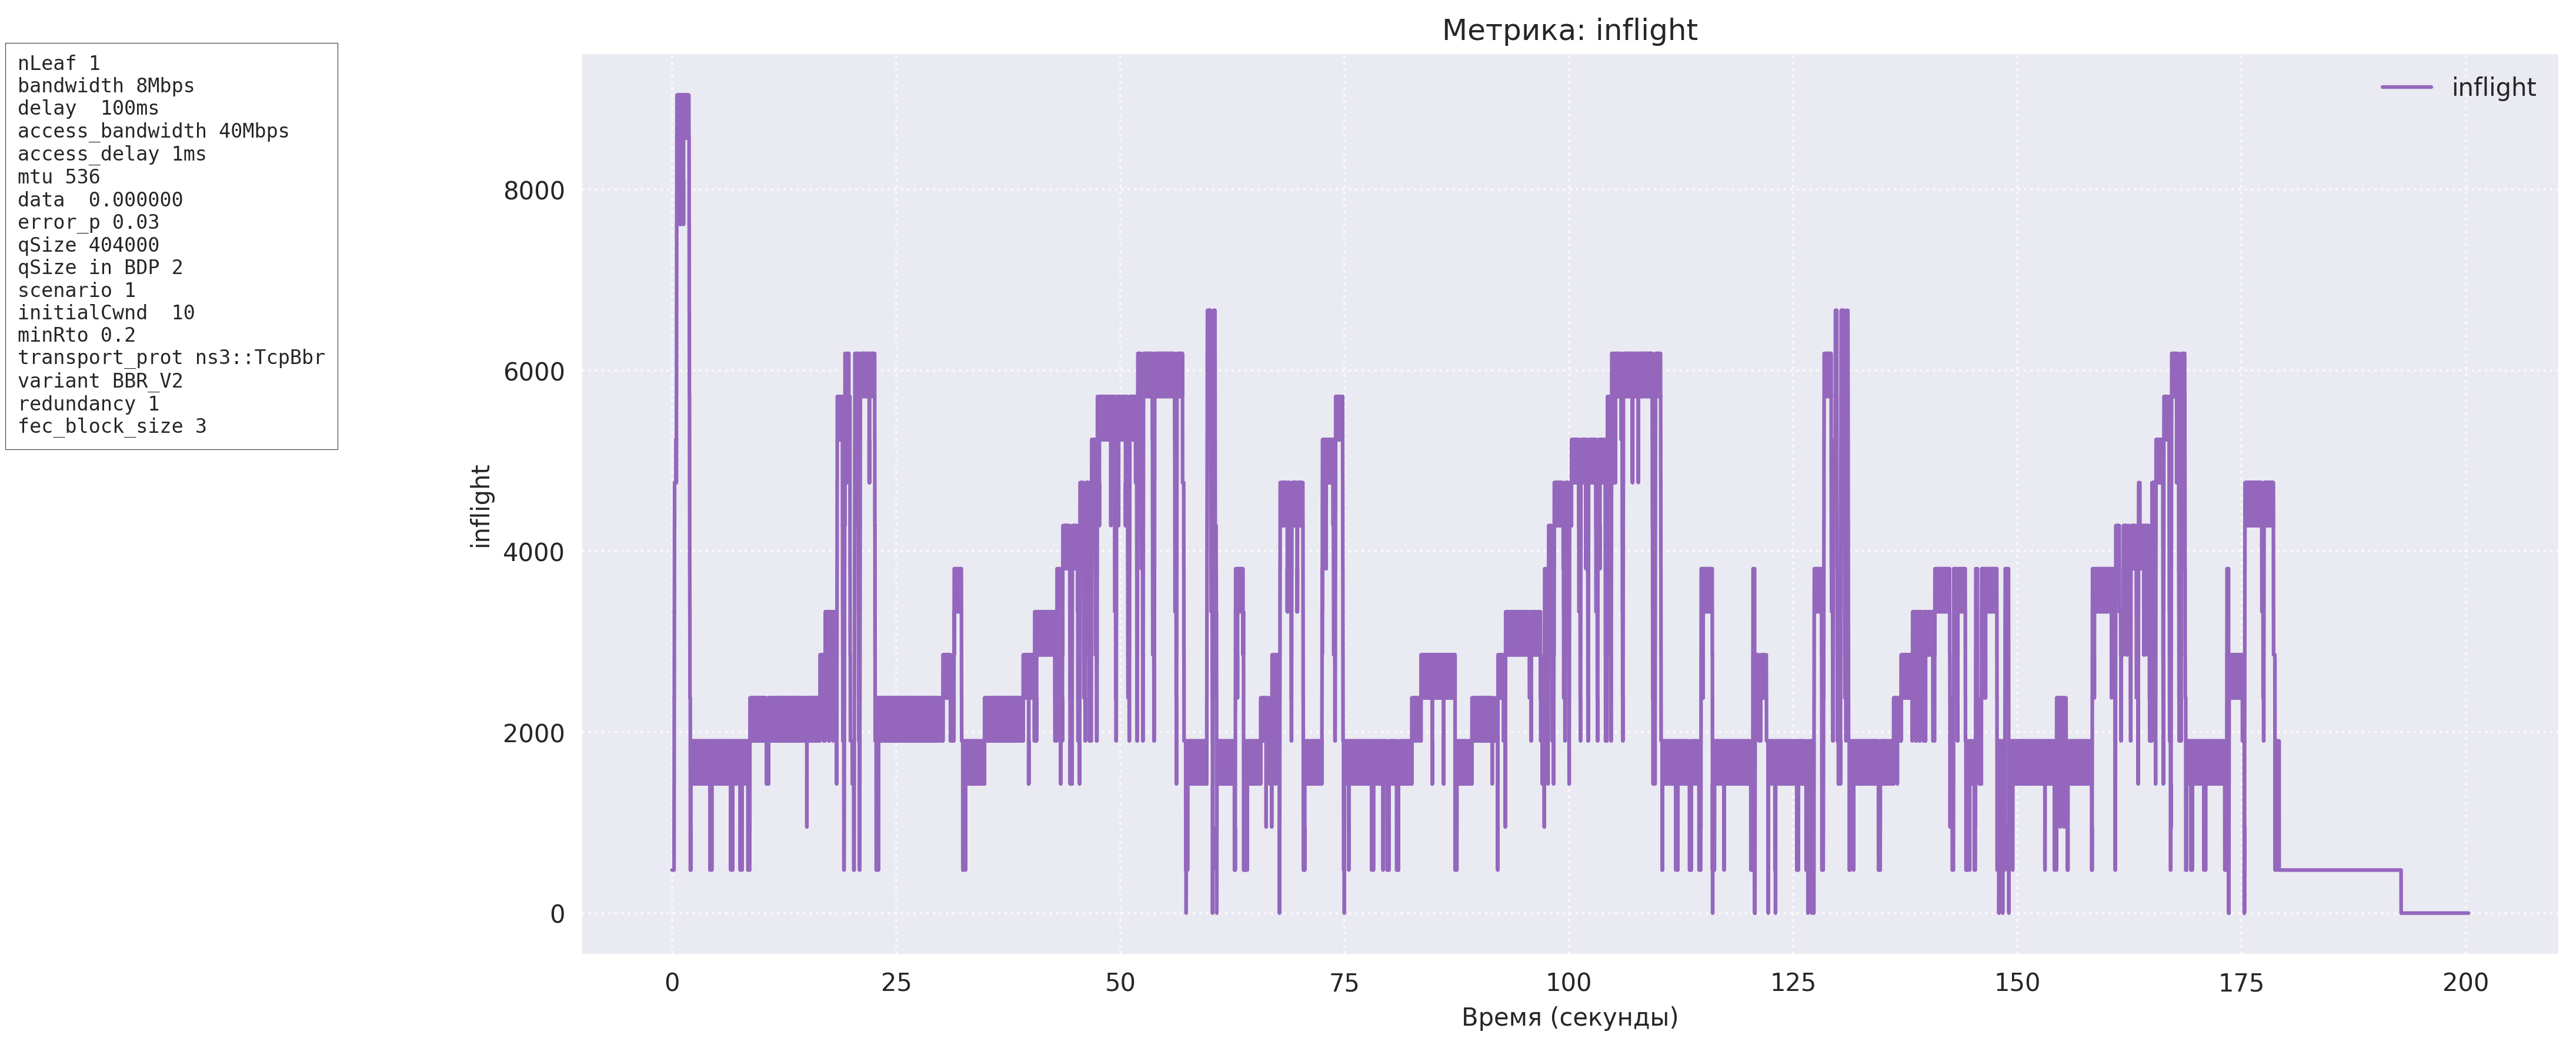 nLeaf 1
bandwidth 8Mbps
delay  100ms
access_bandwidth 40Mbps
access_delay 1ms
mtu 536
data  0.000000
error_p 0.03
qSize 404000
qSize in BDP 2
scenario 1
initialCwnd  10
minRto 0.2
transport_prot ns3::TcpBbr
variant BBR_V2
redundancy 1
fec_block_size 3
Метрика: inflight
inflight
inflight
8000
6000
4000
2000
0
0 25 50 75 100 125 150 175 200
Время (секунды)